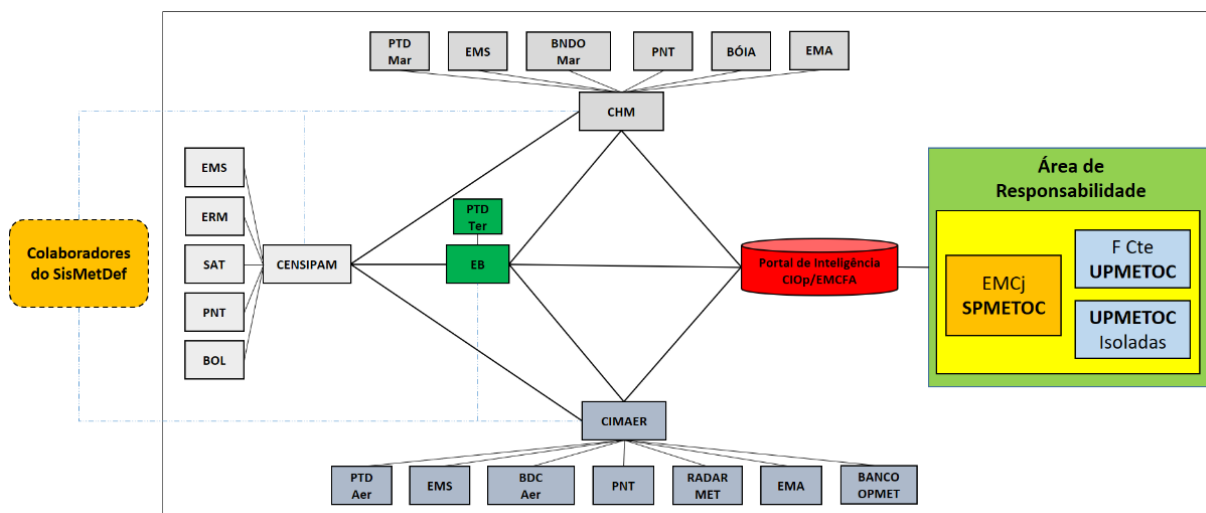 PTD
Mar
EMS
BNDO
Mar
PNT
BÓIA
EMA
CHM
EMS
ERM
SAT
PNT
BOL
Colaboradores
do SisMetDef
CENSIPAM
PTD
Ter
EB
Portal de Inteligência
CIOp/EMCFA
Área de
Responsabilidade
EMCj
SPMETOC
F Cte
UPMETOC
UPMETOC
Isoladas
CIMAER
PTD
Aer
EMS
BDC
Aer
PNT
RADAR
MET
EMA
BANCO
OPMET